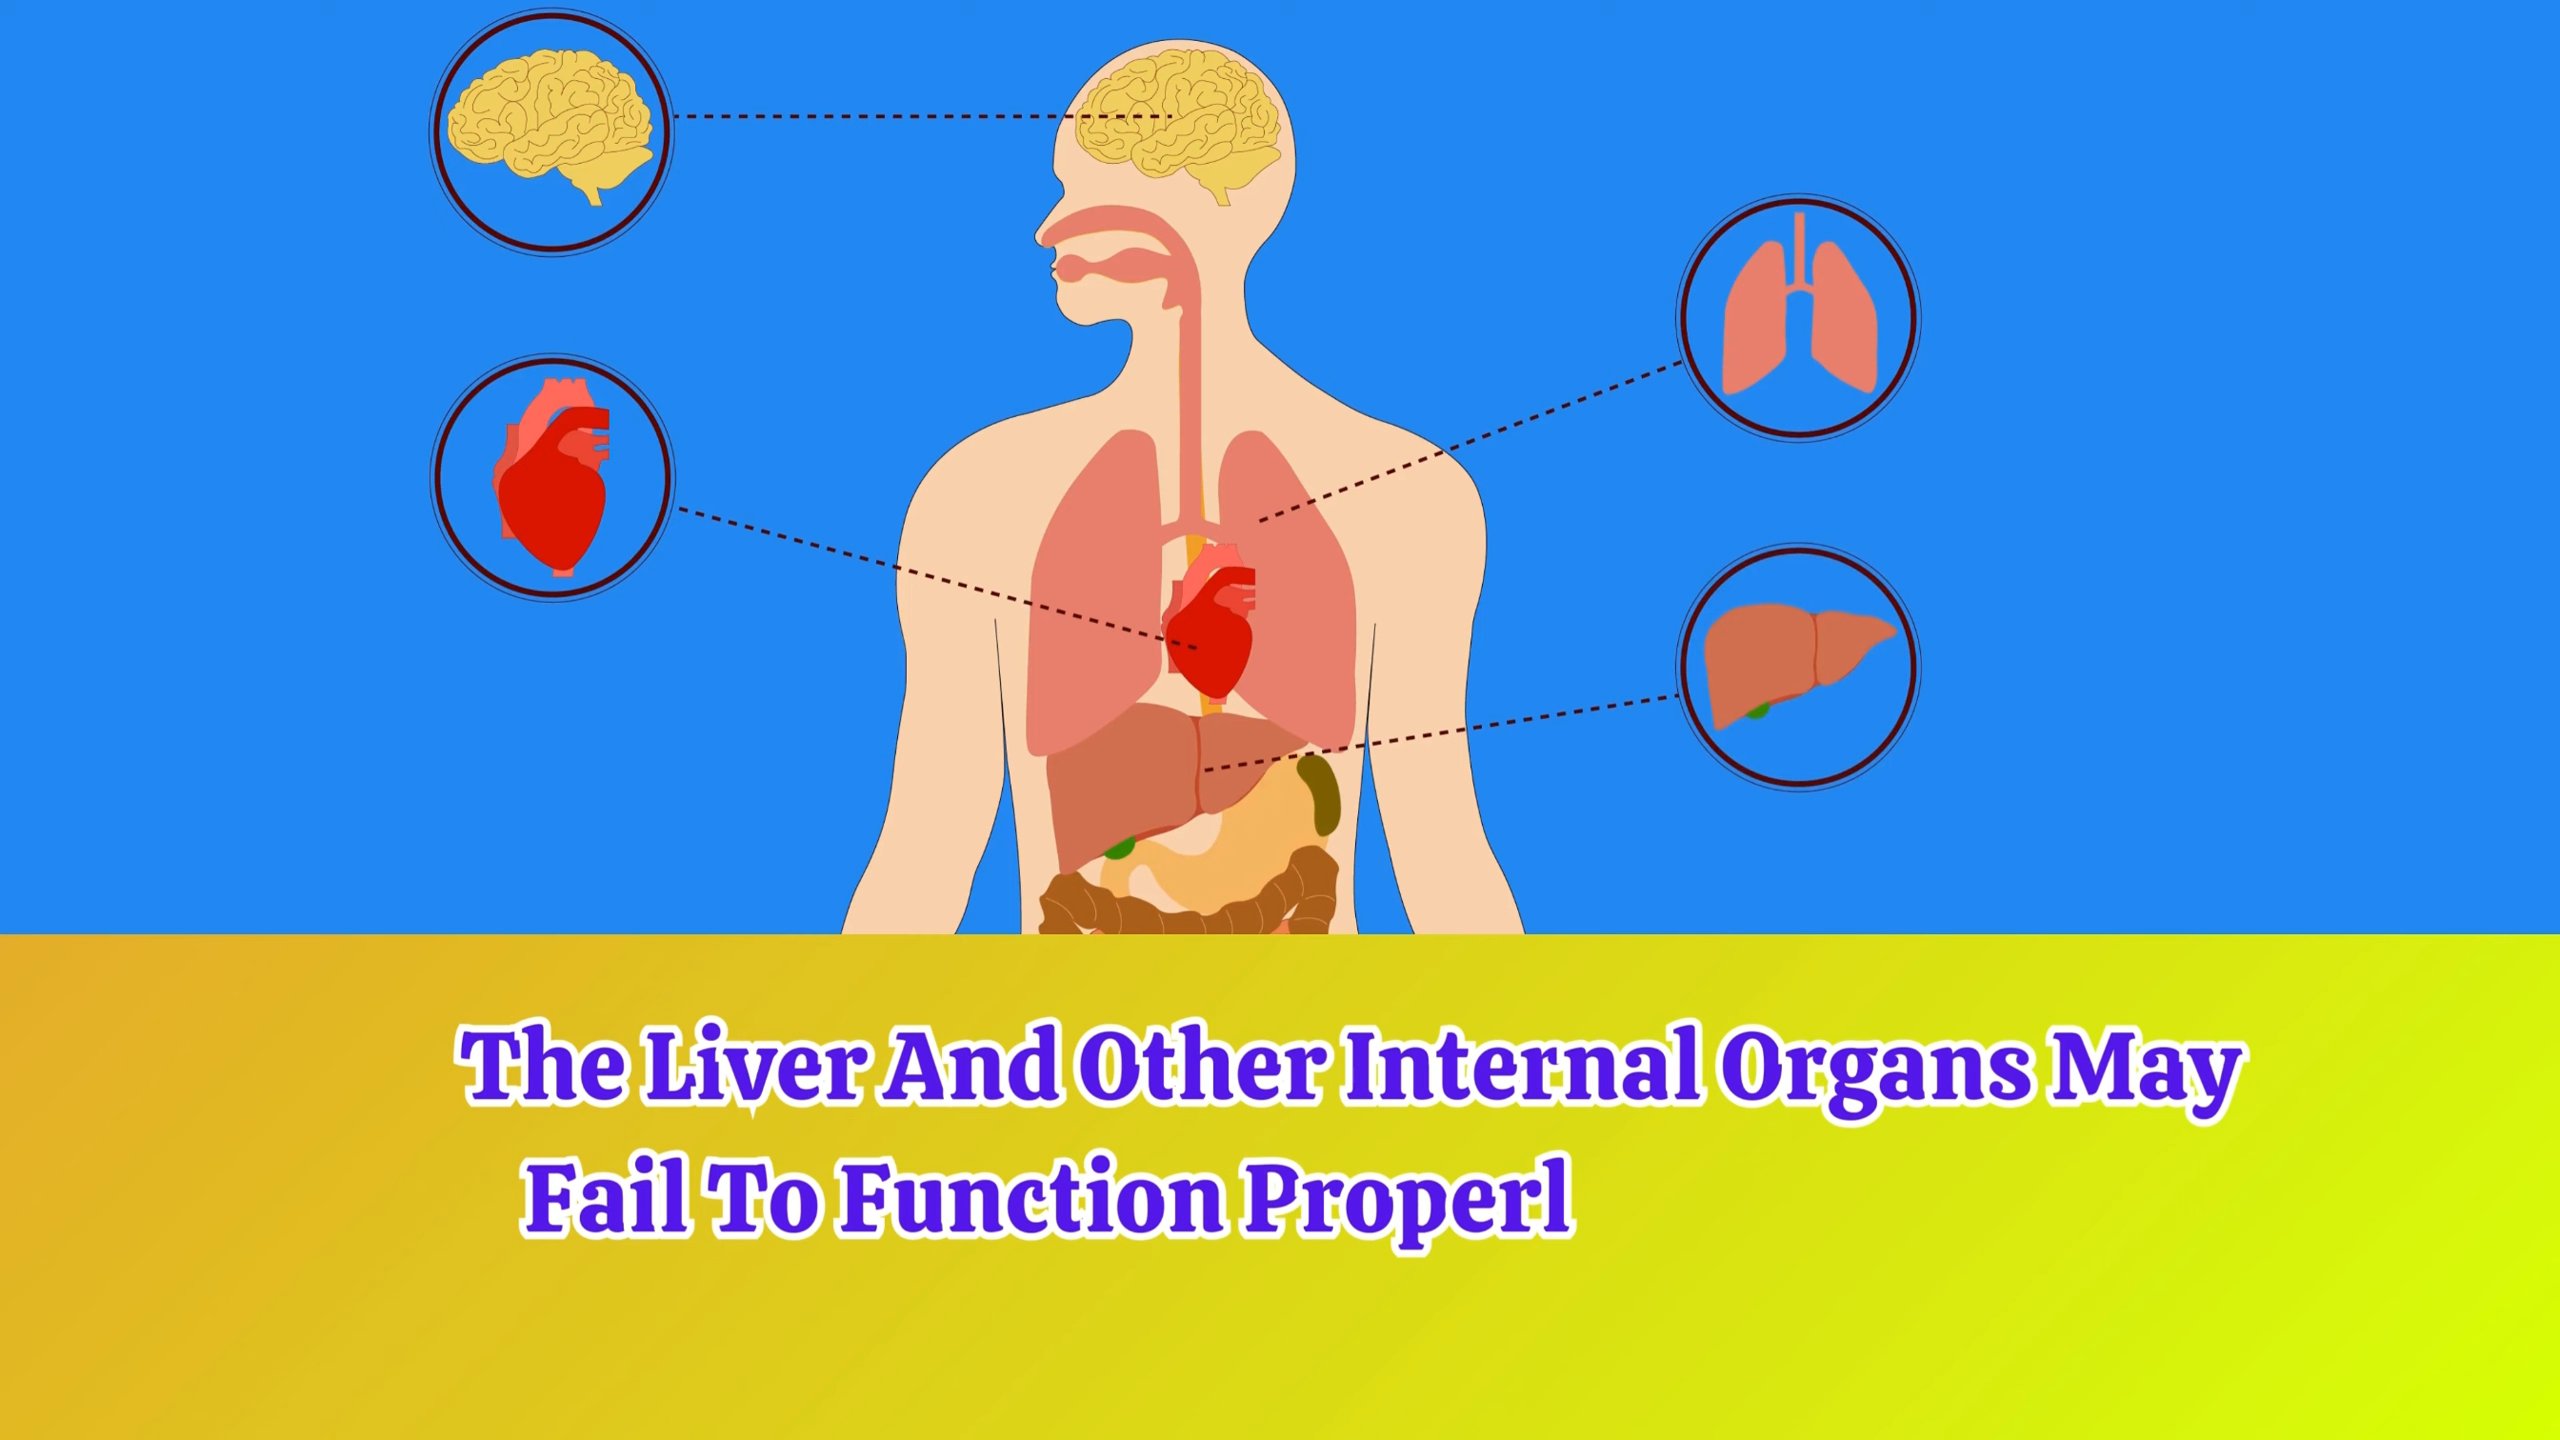 The Liver And Other Internal Organs May
Fail To Function Properl